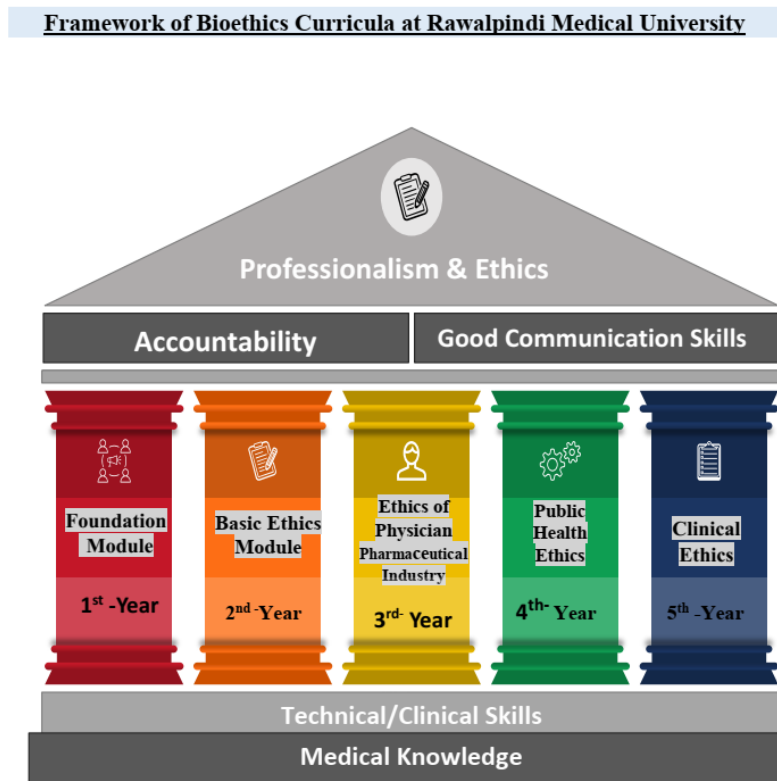 Framework of Bioethics Curricula at Rawalpindi Medical University
Professionalism & Ethics
Accountability
Good Communication Skills
Foundation
Module
1st -Year
Basic Ethics
Module
2nd -Year
Ethics of
Physician
Pharmaceutical
Industry
3rd- Year
Public
Health
Ethics
4th- Year
Clinical
Ethics
5th -Year
Technical/Clinical Skills
Medical Knowledge